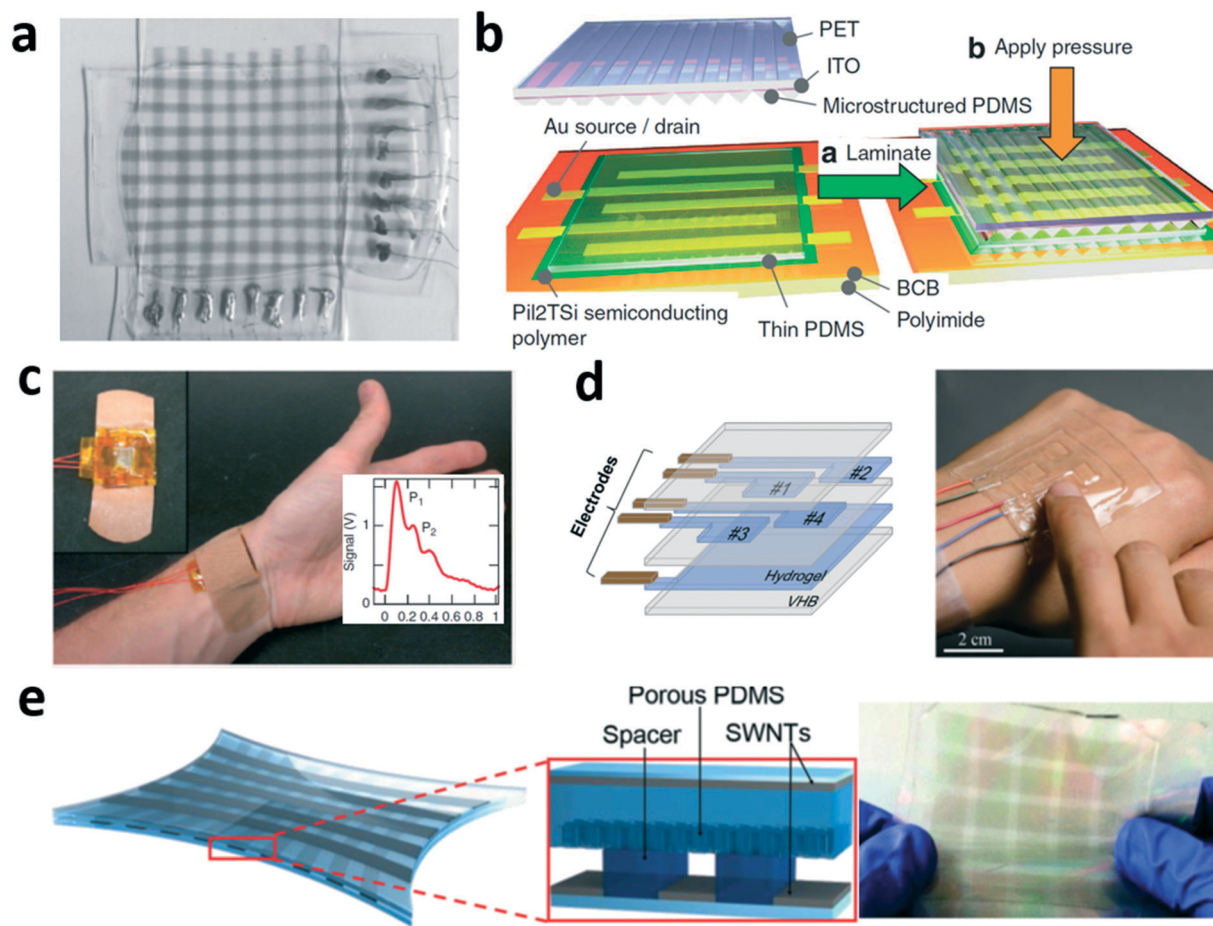 a
b
PET
ITO
Microstructured PDMS
b Apply pressure
Au source / drain
a Laminate
PiI2TSi semiconducting
polymer
Thin PDMS
BCB
Polyimide
c
Signal (V)
1
0
P1
P2
0 0.2 0.4 0.6 0.8 1
d
Electrodes
#1
#2
#3
#4
Hydrogel
VHB
2 cm
e
Porous PDMS
Spacer
SWNTs